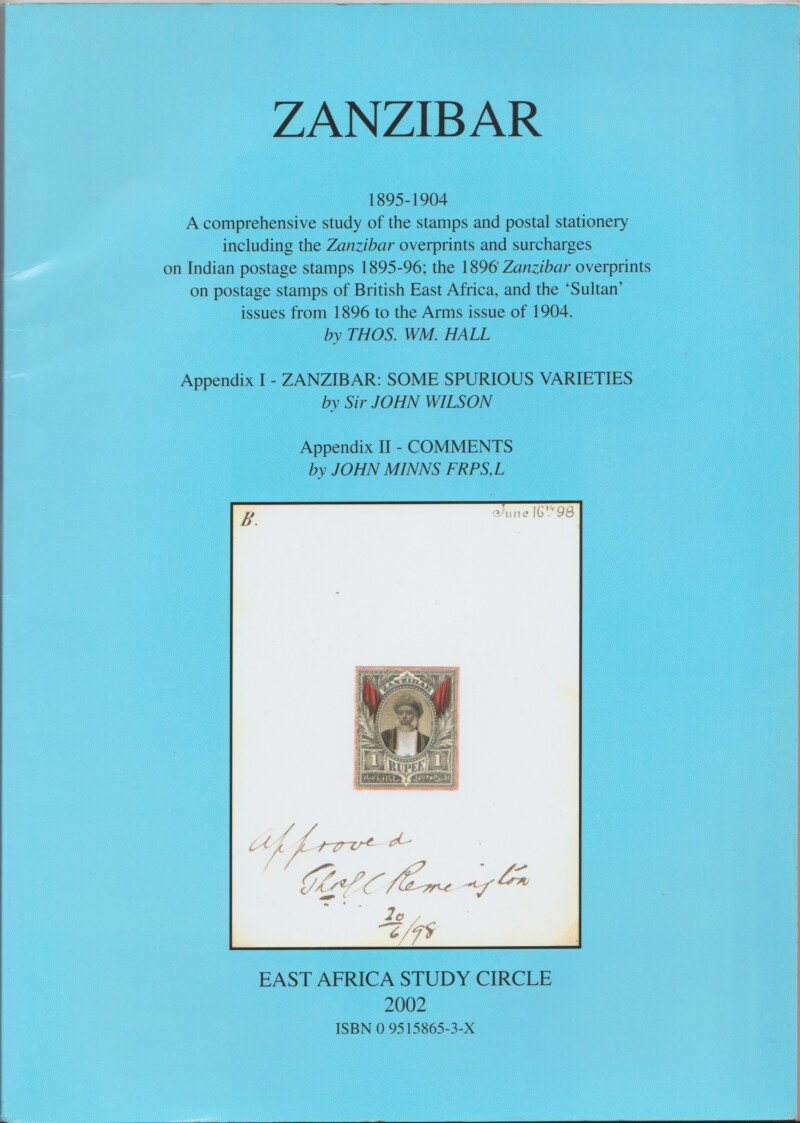 ZANZIBAR
1895-1904
A comprehensive study of the stamps and postal stationery
including the Zanzibar overprints and surcharges
on Indian postage stamps 1895-96; the 1896 Zanzibar overprints
on postage stamps of British East Africa, and the ‘Sultan’
issues from 1896 to the Arms issue of 1904.
by THOS. WM. HALL
Appendix I - ZANZIBAR: SOME SPURIOUS VARIETIES
by Sir JOHN WILSON
Appendix II - COMMENTS
by JOHN MINNS FRPS,L
B.
June 16th 98
ZANZIBAR
1 RUPEE 1
Approved
Remington
20/6/98
EAST AFRICA STUDY CIRCLE
2002
ISBN 0 9515865-3-X